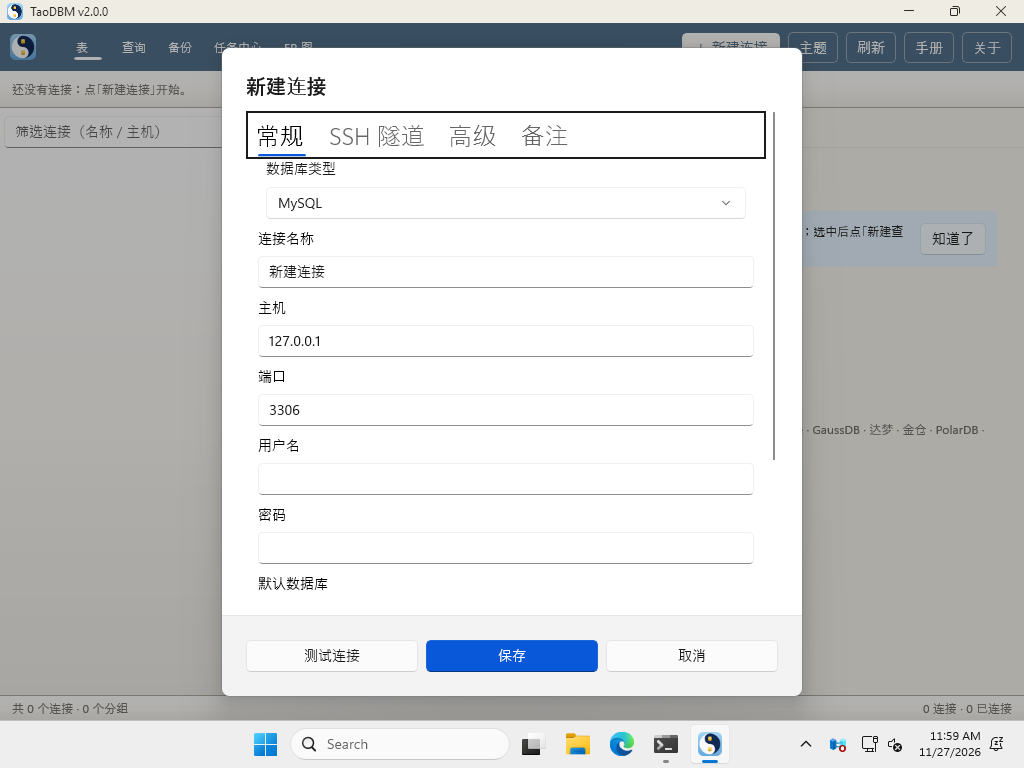 TaoDBM v2.0.0
表 查询 备份 任务中心 ER 图 + 新建连接 主题 刷新 手册 关于
还没有连接：点「新建连接」开始。
筛选连接（名称 / 主机）
新建连接
常规 SSH 隧道 高级 备注
数据库类型
MySQL
连接名称
新建连接
主机
127.0.0.1
端口
3306
用户名
密码
默认数据库
；选中后点「新建查
知道了
· GaussDB · 达梦 · 金仓 · PolarDB ·
测试连接 保存 取消
共 0 个连接 · 0 个分组
0 连接 · 0 已连接
Search
11:59 AM
11/27/2026